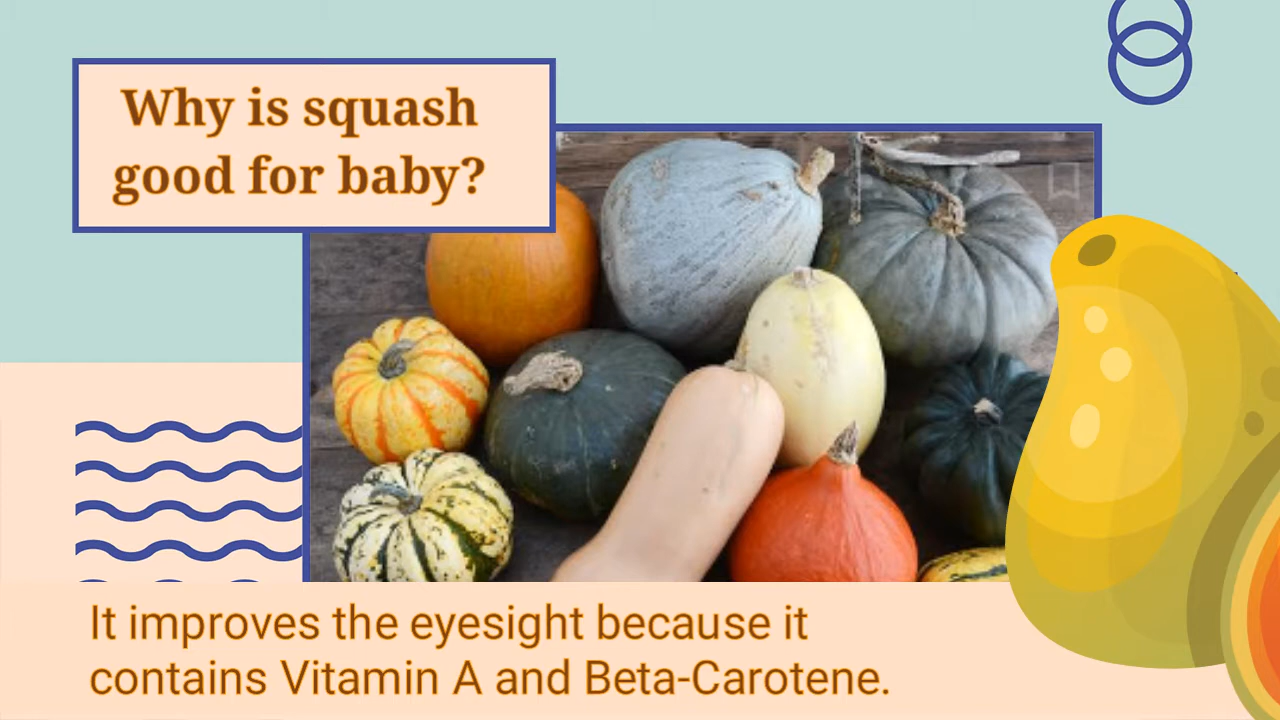 Why is squash
good for baby?
It improves the eyesight because it
contains Vitamin A and Beta-Carotene.